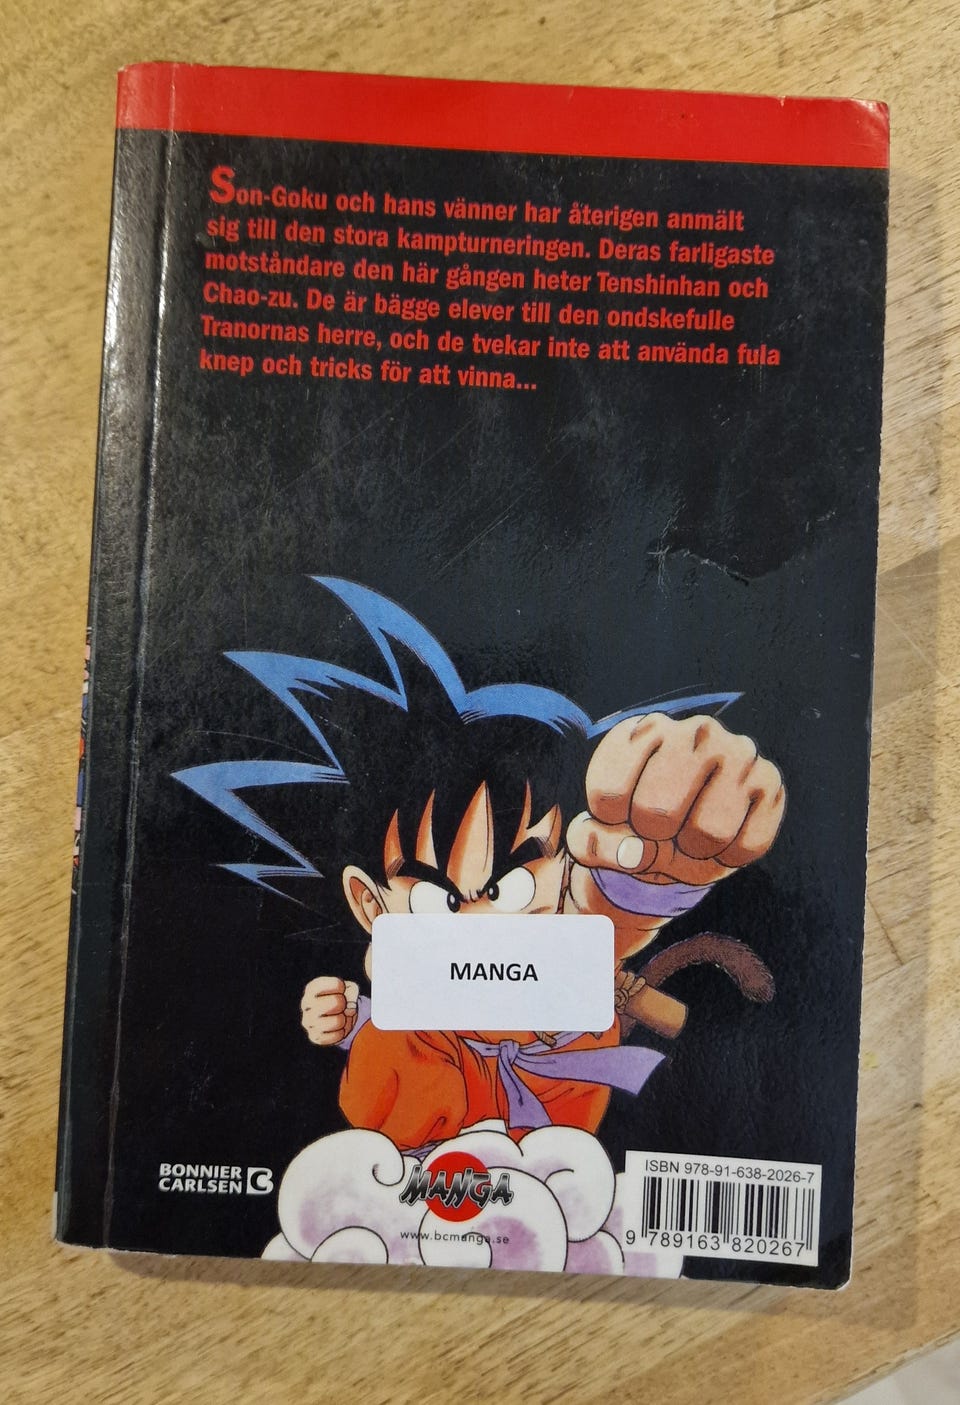 Son-Goku och hans vänner har återigen anmält
sig till den stora kampturneringen. Deras farligaste
motståndare den här gången heter Tenshinhan och
Chao-zu. De är bägge elever till den ondskefulle
Tranornas herre, och de tvekar inte att använda fula
knep och tricks för att vinna...
MANGA
BONNIER
CARLSEN
MANGA
www.bcmanga.se
ISBN 978-91-638-2026-7
9 789163 820267